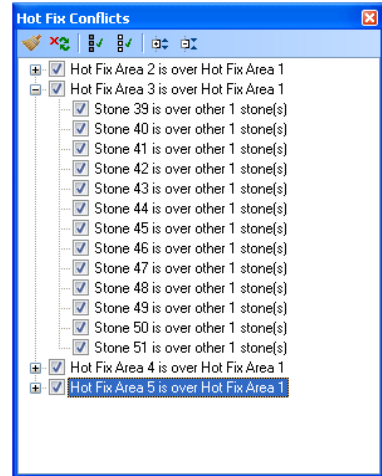 Hot Fix Conflicts
Hot Fix Area 2 is over Hot Fix Area 1
Hot Fix Area 3 is over Hot Fix Area 1
Stone 39 is over other 1 stone(s)
Stone 40 is over other 1 stone(s)
Stone 41 is over other 1 stone(s)
Stone 42 is over other 1 stone(s)
Stone 43 is over other 1 stone(s)
Stone 44 is over other 1 stone(s)
Stone 45 is over other 1 stone(s)
Stone 46 is over other 1 stone(s)
Stone 47 is over other 1 stone(s)
Stone 48 is over other 1 stone(s)
Stone 49 is over other 1 stone(s)
Stone 50 is over other 1 stone(s)
Stone 51 is over other 1 stone(s)
Hot Fix Area 4 is over Hot Fix Area 1
Hot Fix Area 5 is over Hot Fix Area 1